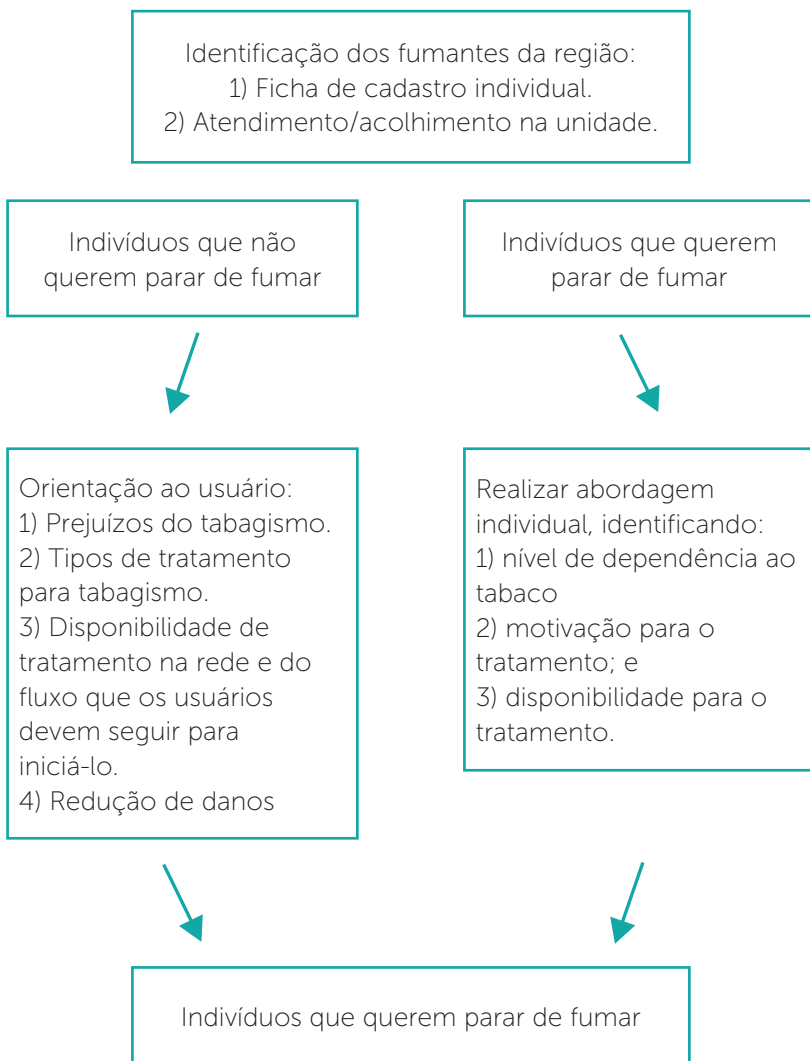 Identificação dos fumantes da região:
1) Ficha de cadastro individual.
2) Atendimento/acolhimento na unidade.
Indivíduos que não
querem parar de fumar
Indivíduos que querem
parar de fumar
Orientação ao usuário:
1) Prejuízos do tabagismo.
2) Tipos de tratamento
para tabagismo.
3) Disponibilidade de
tratamento na rede e do
fluxo que os usuários
devem seguir para
iniciá-lo.
4) Redução de danos
Realizar abordagem
individual, identificando:
1) nível de dependência ao
tabaco
2) motivação para o
tratamento; e
3) disponibilidade para o
tratamento.
Indivíduos que querem parar de fumar